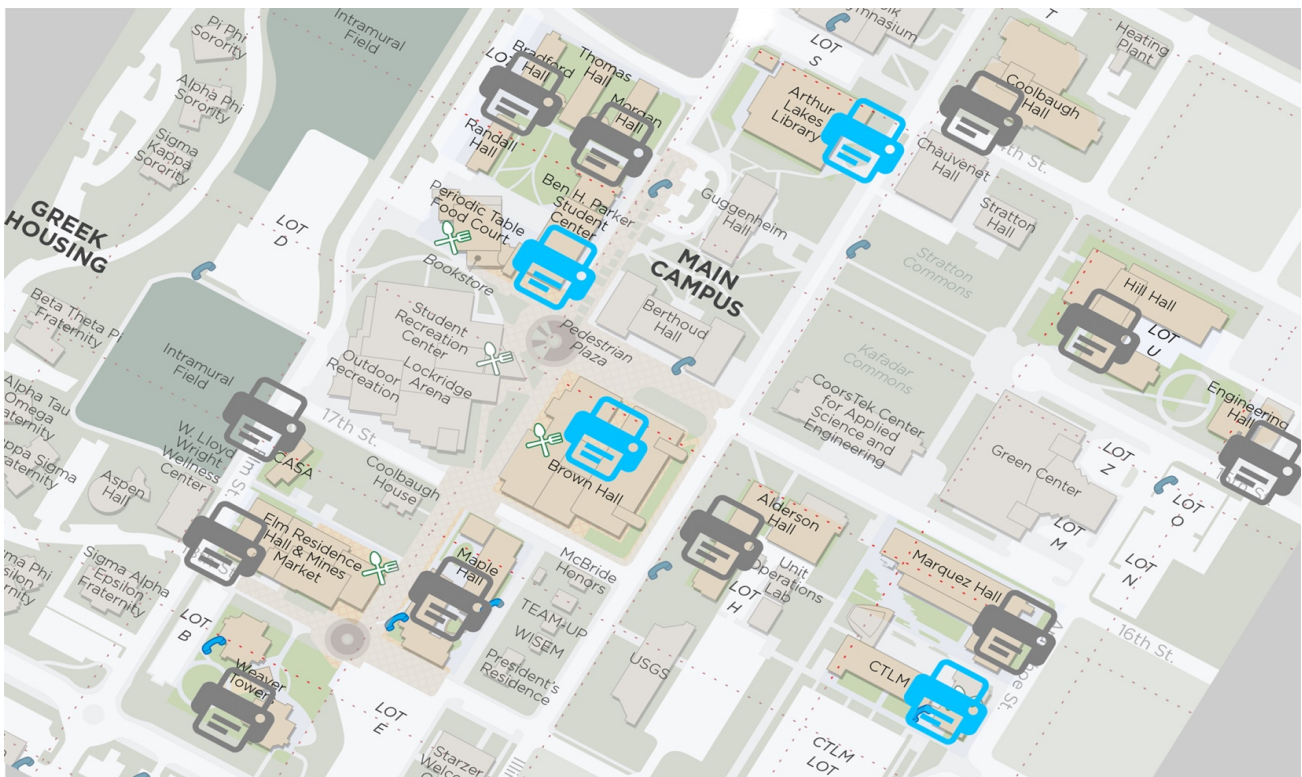 Pi Phi
Sorority
Intramural
Field
Alpha Phi
Sorority
Sigma
Kappa
Sorority
GREEK
HOUSING
LOT
D
Bradford
Hall
Thomas
Hall
Morgan
Hall
Randall
Hall
Periodic Table
Food Court
Ben H. Parker
Student
Center
Bookstore
LOT
S
Arthur
Lakes
Library
Gymnasium
T
Heating
Plant
Coolbaugh
Hall
Chauvenet
Hall
Stratton
Hall
Guggenheim
Hall
MAIN
CAMPUS
Stratton
Commons
Hill Hall
LOT
U
Beta Theta Pi
Fraternity
Intramural
Field
Student
Recreation
Center
Outdoor
Recreation
Lockridge
Arena
Pedestrian
Plaza
Berthoud
Hall
Kafadar
Commons
CoorsTek Center
for Applied
Science and
Engineering
Engineering
Hall
Alpha Tau
Omega
17th St.
W. Lloyd
Wright
Wellness
Center
CASA
Coolbaugh
House
Aspen
Hall
Brown Hall
Green Center
LOT
Z
LOT
O
LOT
M
LOT
N
Elm Residence
Hall & Mines
Market
Maple
Hall
McBride
Honors
Alderson
Hall
Unit
Operations
Lab
LOT
H
Marquez Hall
Sigma Alpha
Epsilon
Fraternity
LOT
B
Weaver
Tower
LOT
E
TEAM-UP
WISEM
President's
Residence
USGS
CTLM
16th St.
CTLM
LOT
Starzer